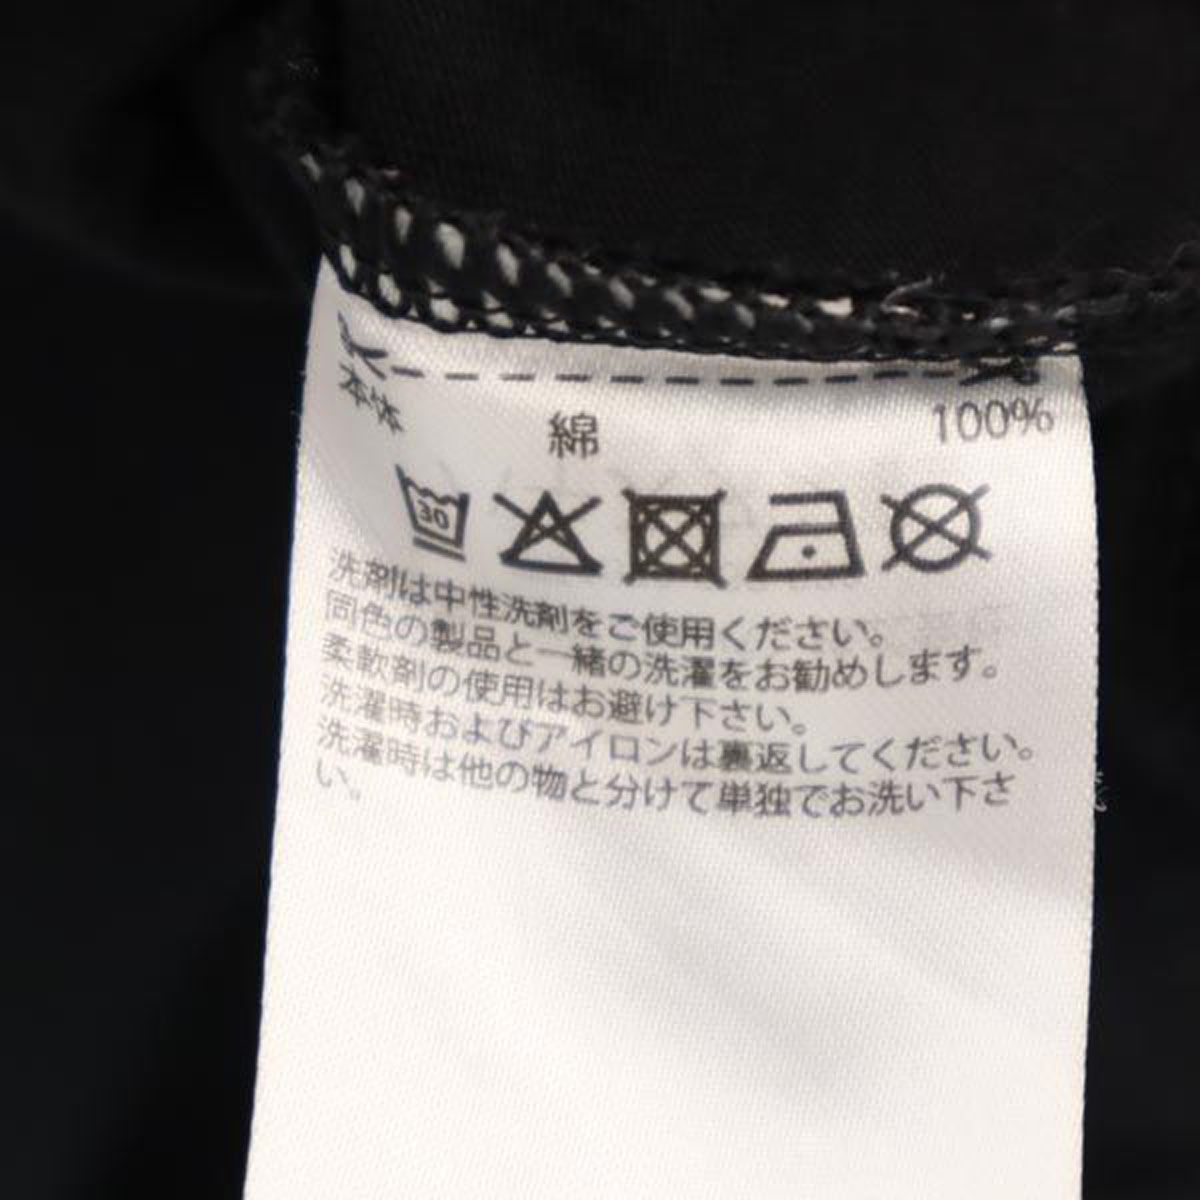 本体
綿 100%
30
洗剤は中性洗剤をご使用ください。
同色の製品と一緒の洗濯をお勧めします。
柔軟剤の使用はお避け下さい。
洗濯時およびアイロンは裏返してください。
洗濯時は他の物と分けて単独でお洗い下さ
い。